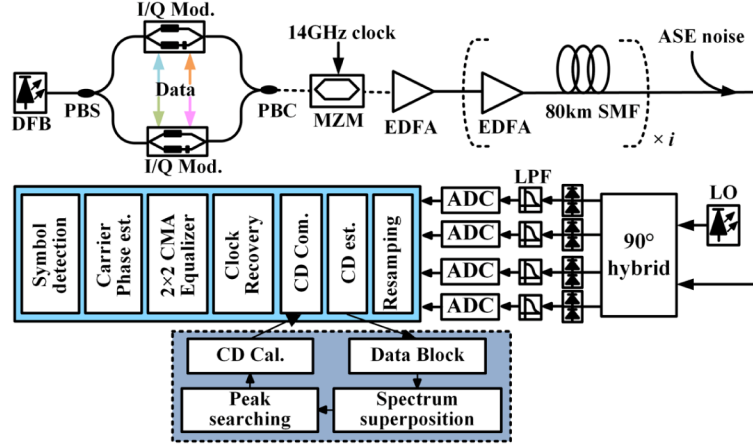 I/Q Mod.
14GHz clock
ASE noise
Data
DFB
PBS
PBC
MZM
EDFA
EDFA
80km SMF
× i
I/Q Mod.
Symbol
detection
Carrier
Phase est.
2×2 CMA
Equalizer
Clock
Recovery
CD Com.
CD est.
Resamping
ADC
ADC
ADC
ADC
LPF
90°
hybrid
LO
CD Cal.
Data Block
Peak
searching
Spectrum
superposition